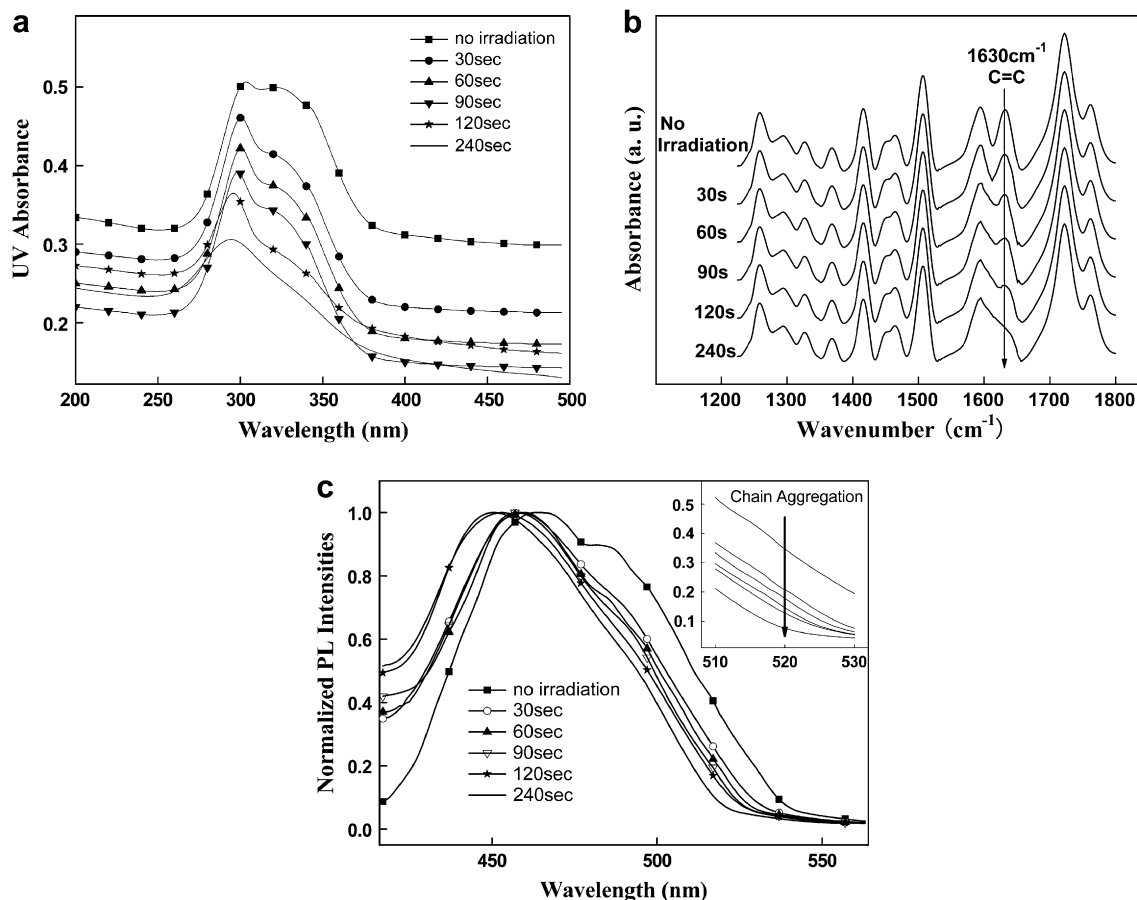 a
UV Absorbance
0.5
0.4
0.3
0.2
200 250 300 350 400 450 500
Wavelength (nm)
no irradiation
30sec
60sec
90sec
120sec
240sec
b
Absorbance (a. u.)
1630cm-1
C=C
No
Irradiation
30s
60s
90s
120s
240s
1200 1300 1400 1500 1600 1700 1800
Wavenumber (cm-1)
c
Normalized PL Intensities
1.0
0.8
0.6
0.4
0.2
0.0
450 500 550
Wavelength (nm)
no irradiation
30sec
60sec
90sec
120sec
240sec
Chain Aggregation
0.5
0.4
0.3
0.2
0.1
510 520 530